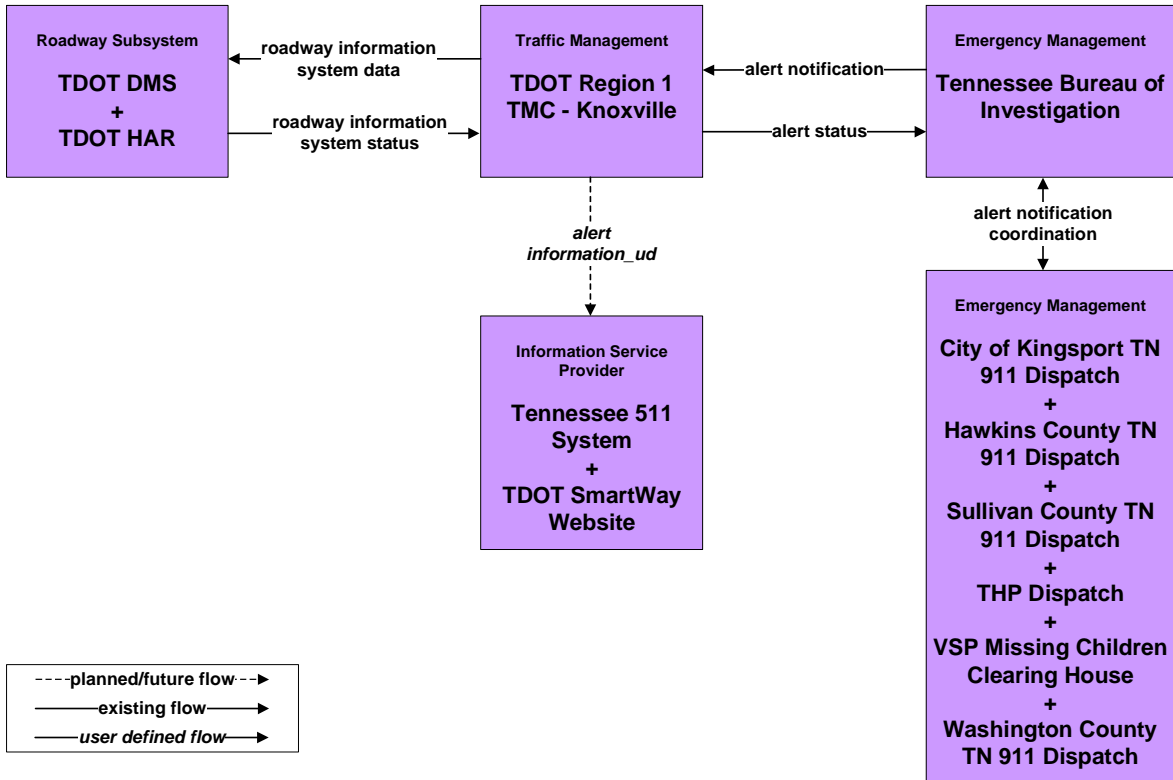 Roadway Subsystem
TDOT DMS
+
TDOT HAR
roadway information
system data
roadway information
system status
Traffic Management
TDOT Region 1
TMC - Knoxville
alert notification
alert status
Emergency Management
Tennessee Bureau of
Investigation
alert
information_ud
alert notification
coordination
Information Service
Provider
Tennessee 511
System
+
TDOT SmartWay
Website
Emergency Management
City of Kingsport TN
911 Dispatch
+
Hawkins County TN
911 Dispatch
+
Sullivan County TN
911 Dispatch
+
THP Dispatch
+
VSP Missing Children
Clearing House
+
Washington County
TN 911 Dispatch
planned/future flow
existing flow
user defined flow